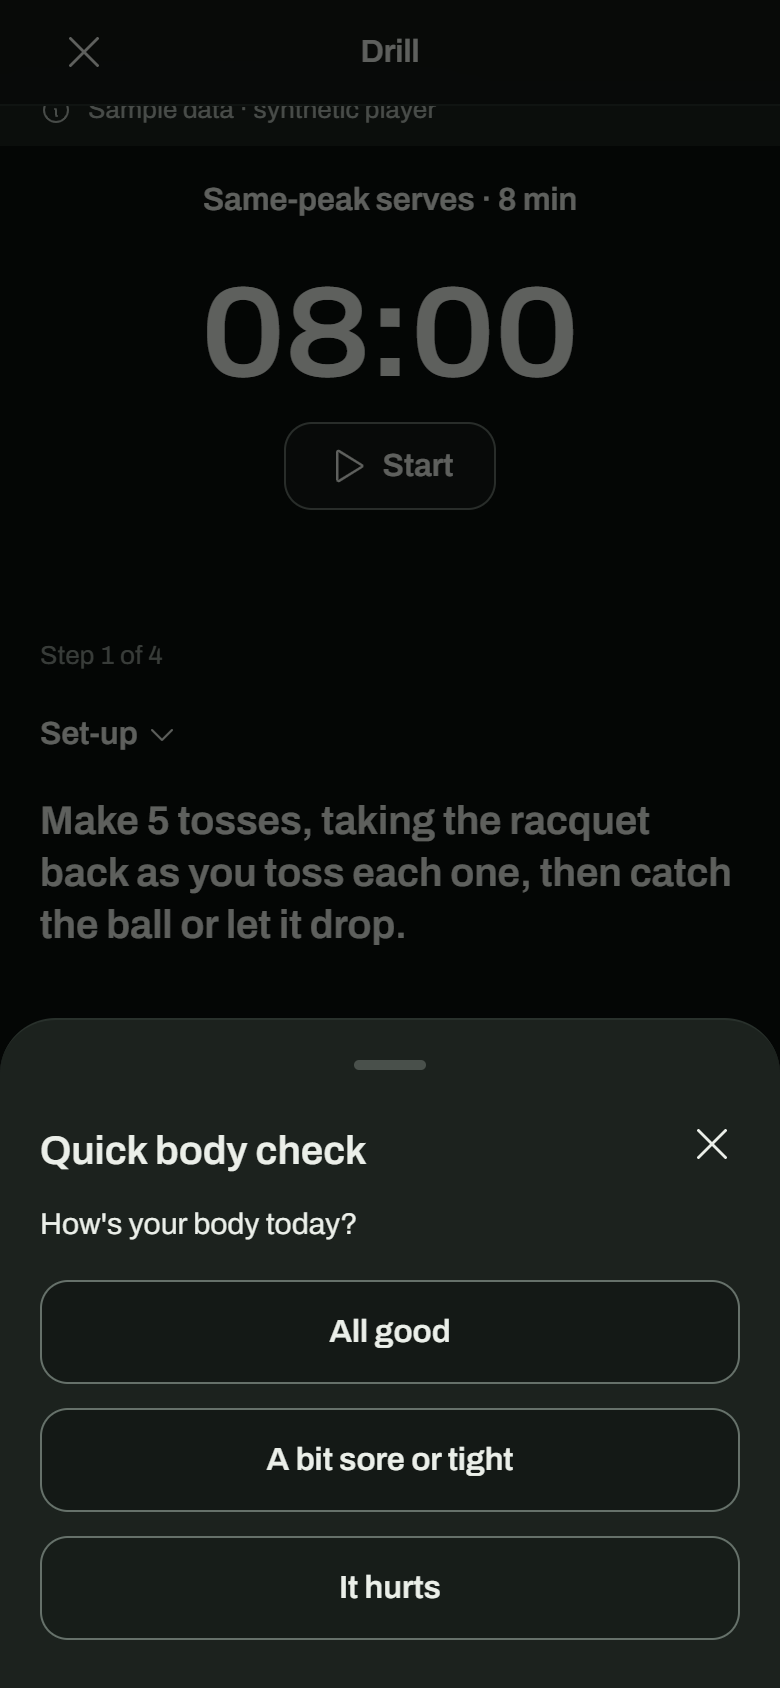 Drill
Sample data · synthetic player
Same-peak serves · 8 min
08:00
Start
Step 1 of 4
Set-up
Make 5 tosses, taking the racquet
back as you toss each one, then catch
the ball or let it drop.
Quick body check
How's your body today?
All good
A bit sore or tight
It hurts